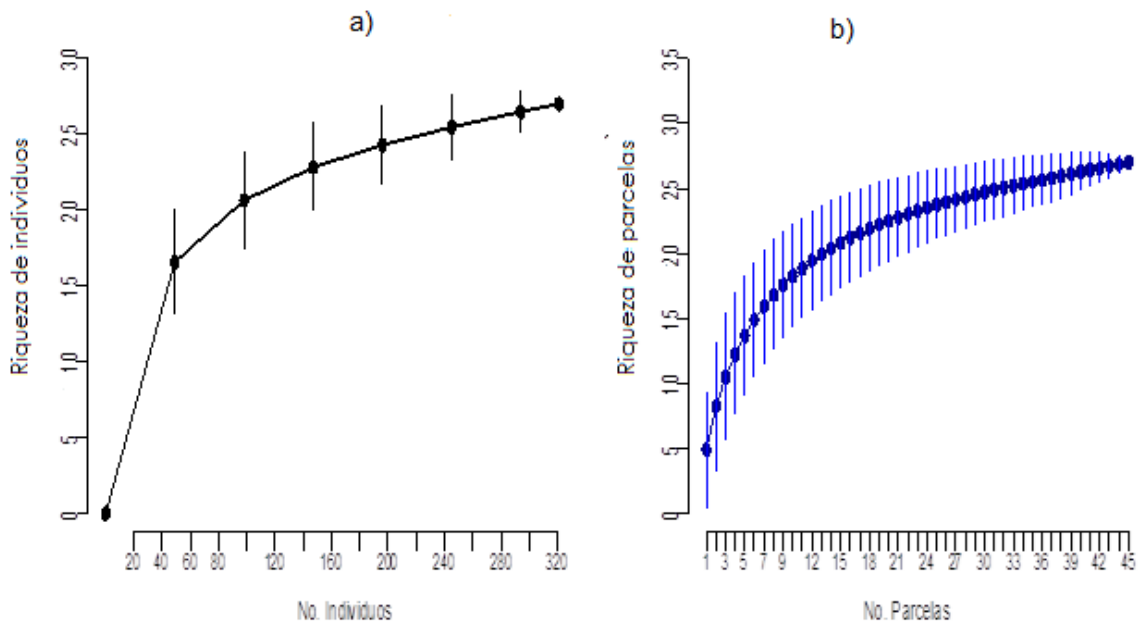 a)
Riqueza de individuos
30
25
20
15
10
5
0
20 40 60 80 120 160 200 240 280 320
No. Individuos
b)
Riqueza de parcelas
35
30
25
20
15
10
5
0
1 3 5 7 9 12 15 18 21 24 27 30 33 36 39 42 45
No. Parcelas